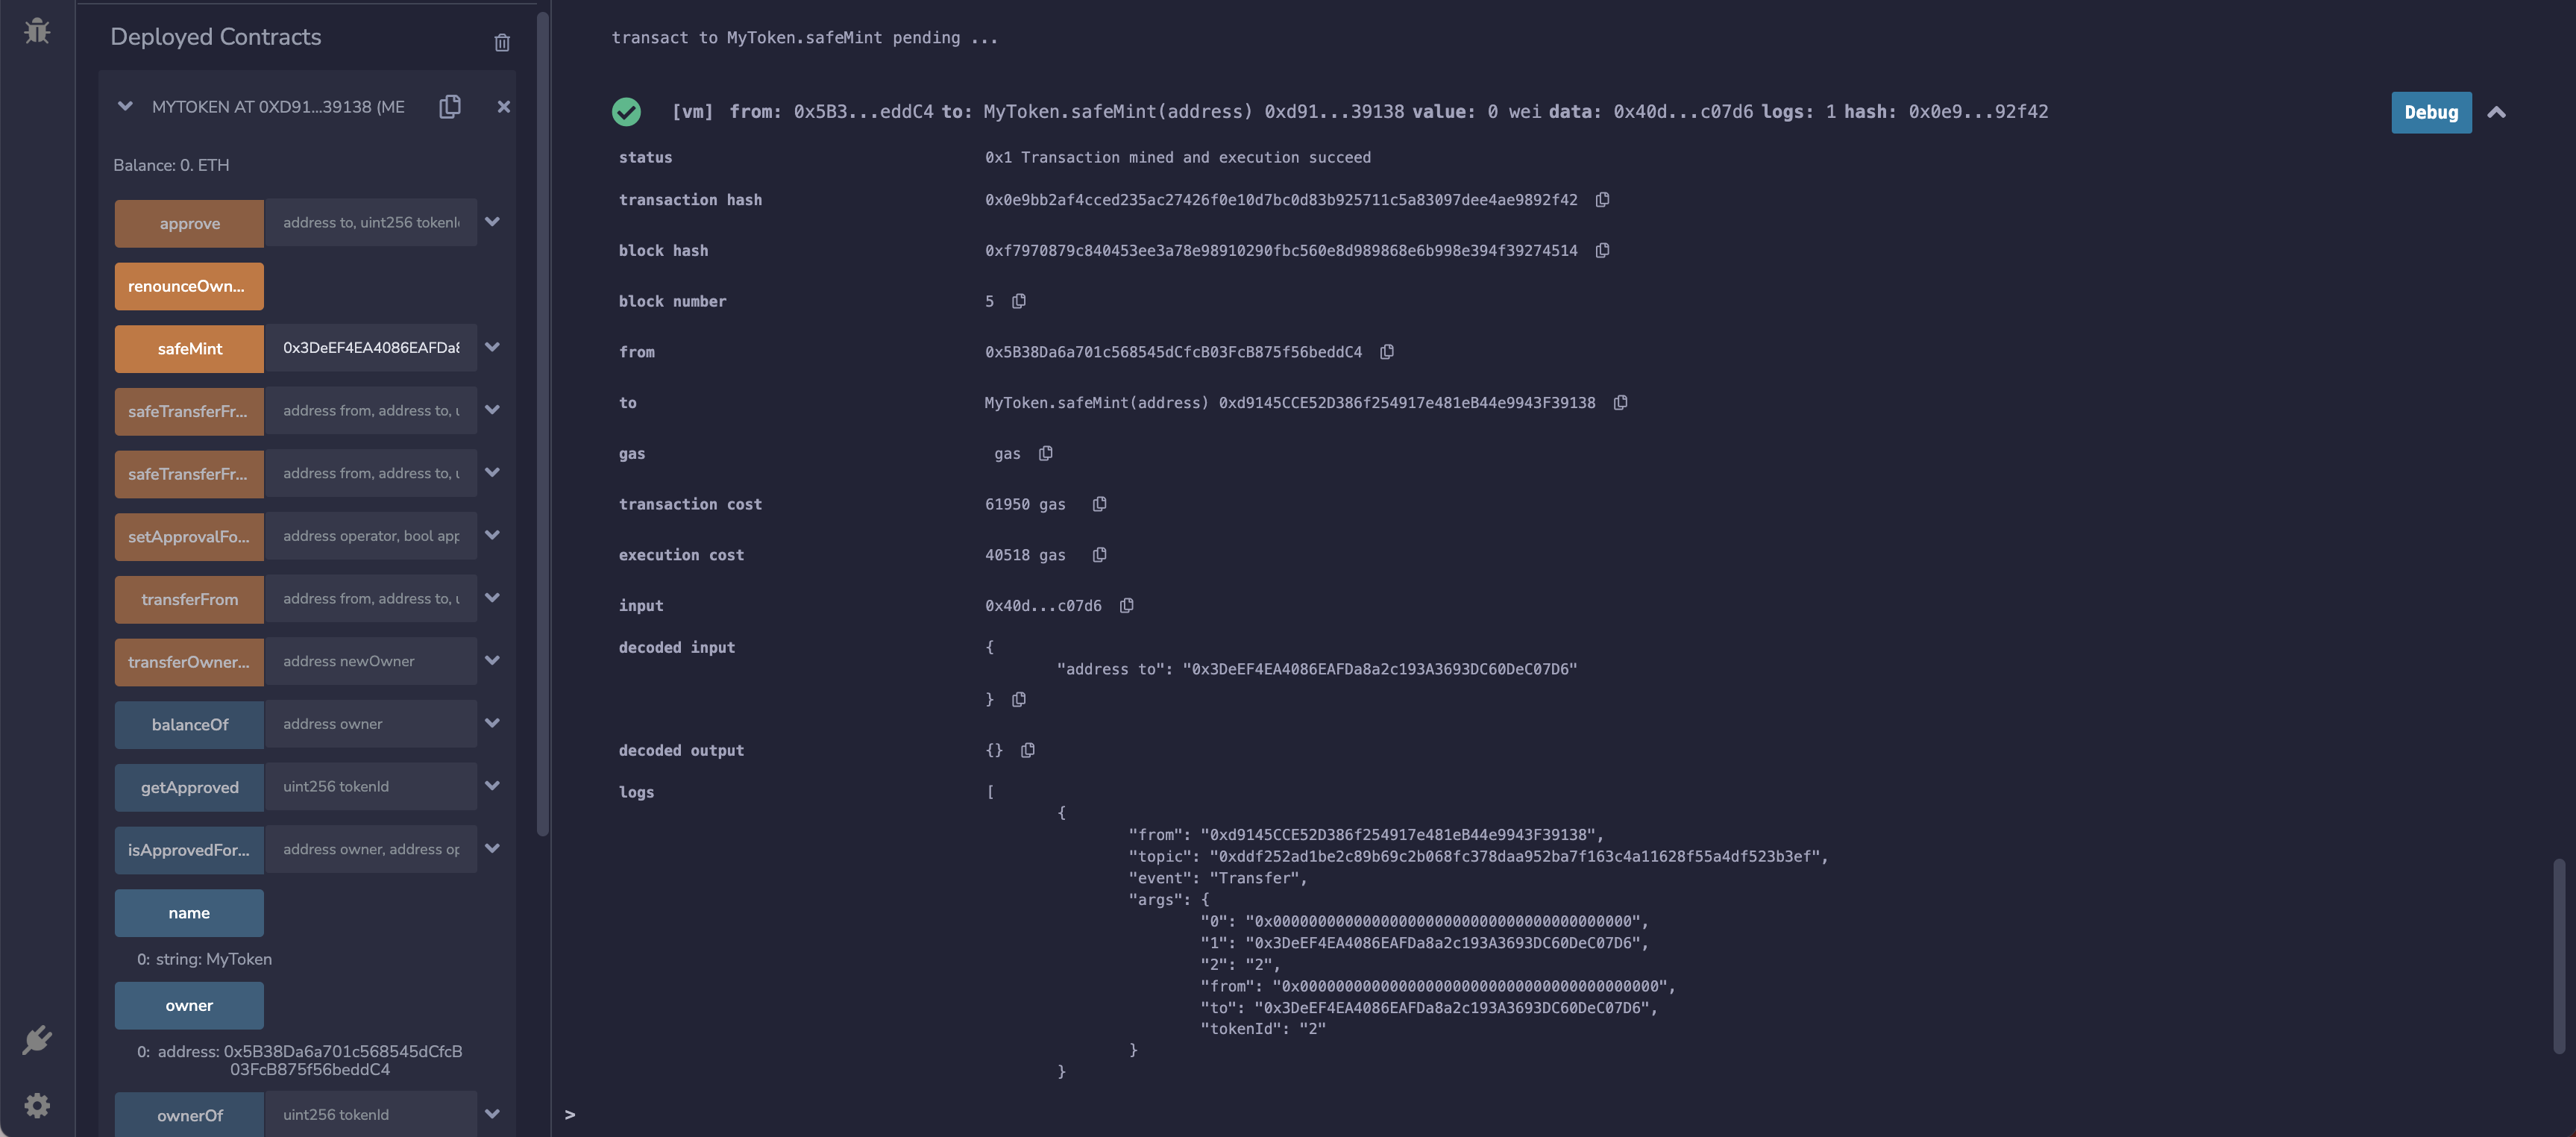 Deployed Contracts
MYTOKEN AT 0XD91...39138 (ME
Balance: 0. ETH
approve address to, uint256 tokenI
renounceOwn...
safeMint 0x3DeEF4EA4086EAFDa8
safeTransferFr... address from, address to, u
safeTransferFr... address from, address to, u
setApprovalFo... address operator, bool app
transferFrom address from, address to, u
transferOwner... address newOwner
balanceOf address owner
getApproved uint256 tokenId
isApprovedFor... address owner, address op
name
0: string: MyToken
owner
0: address: 0x5B38Da6a701c568545dCfcB
03FcB875f56beddC4
ownerOf uint256 tokenId
transact to MyToken.safeMint pending ...
[vm] from: 0x5B3...eddC4 to: MyToken.safeMint(address) 0xd91...39138 value: 0 wei data: 0x40d...c07d6 logs: 1 hash: 0x0e9...92f42
Debug
status 0x1 Transaction mined and execution succeed
transaction hash 0x0e9bb2af4cced235ac27426f0e10d7bc0d83b925711c5a83097dee4ae9892f42
block hash 0xf7970879c840453ee3a78e98910290fbc560e8d989868e6b998e394f39274514
block number 5
from 0x5B38Da6a701c568545dCfcB03FcB875f56beddC4
to MyToken.safeMint(address) 0xd9145CCE52D386f254917e481eB44e9943F39138
gas gas
transaction cost 61950 gas
execution cost 40518 gas
input 0x40d...c07d6
decoded input {
"address to": "0x3DeEF4EA4086EAFDa8a2c193A3693DC60DeC07D6"
}
decoded output {}
logs [
{
"from": "0xd9145CCE52D386f254917e481eB44e9943F39138",
"topic": "0xddf252ad1be2c89b69c2b068fc378daa952ba7f163c4a11628f55a4df523b3ef",
"event": "Transfer",
"args": {
"0": "0x0000000000000000000000000000000000000000",
"1": "0x3DeEF4EA4086EAFDa8a2c193A3693DC60DeC07D6",
"2": "2",
"from": "0x0000000000000000000000000000000000000000",
"to": "0x3DeEF4EA4086EAFDa8a2c193A3693DC60DeC07D6",
"tokenId": "2"
}
}
>